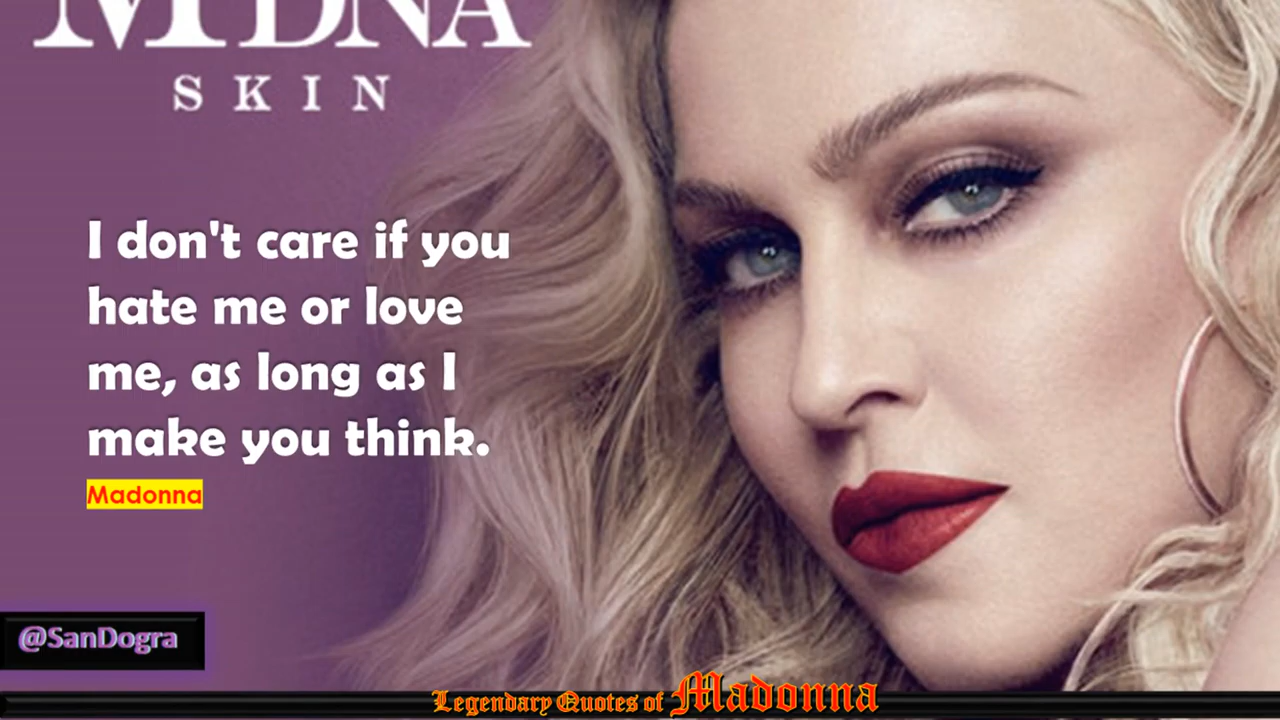 MDNA
SKIN
I don't care if you
hate me or love
me, as long as I
make you think.
Madonna
@SanDogra
Legendary Quotes of Madonna